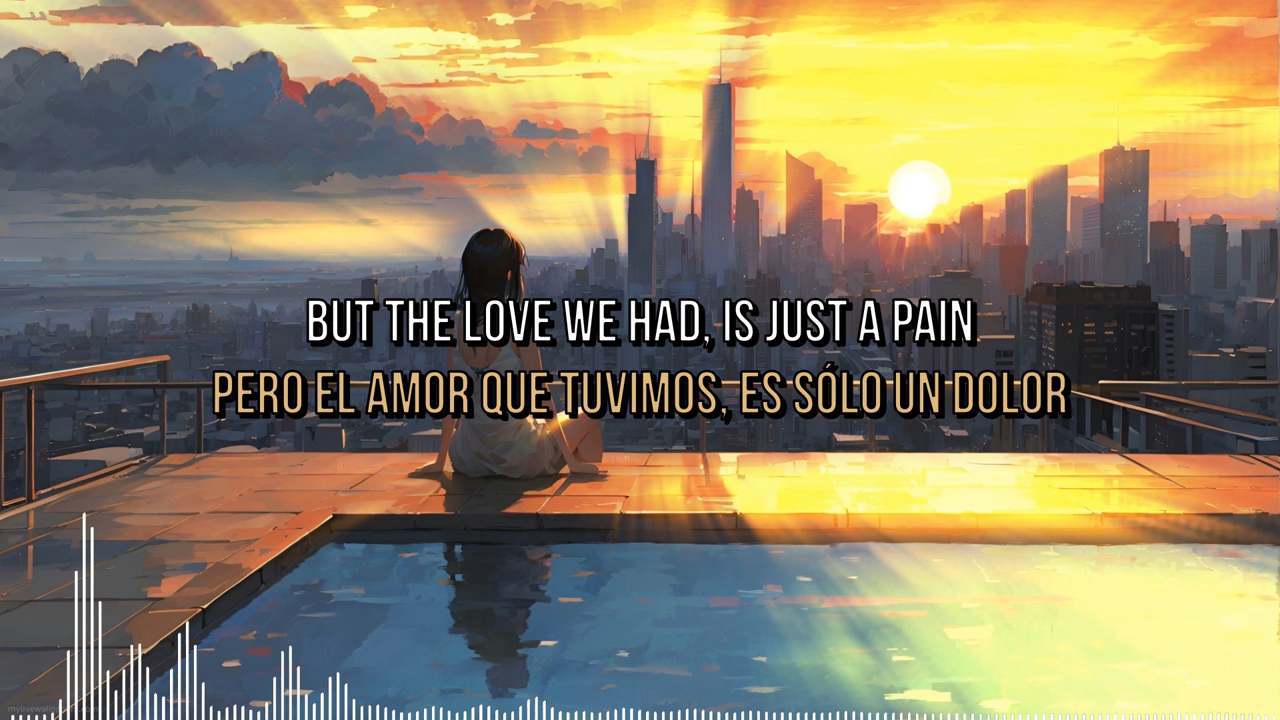 BUT THE LOVE WE HAD, IS JUST A PAIN
PERO EL AMOR QUE TUVIMOS, ES SÓLO UN DOLOR